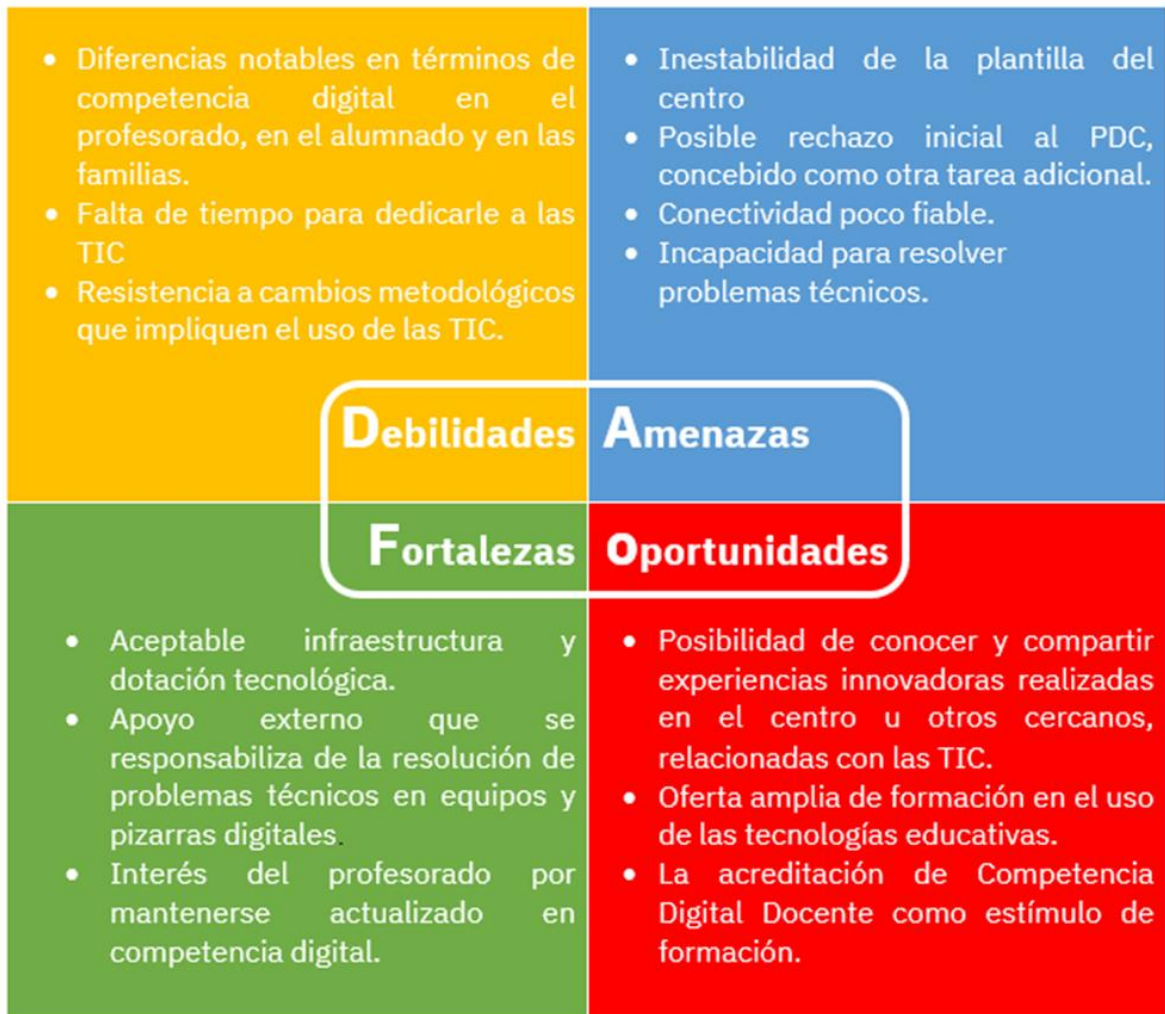 • Diferencias notables en términos de
competencia digital en el
profesorado, en el alumnado y en las
familias.
• Falta de tiempo para dedicarle a las
TIC
• Resistencia a cambios metodológicos
que impliquen el uso de las TIC.
• Inestabilidad de la plantilla del
centro
• Posible rechazo inicial al PDC,
concebido como otra tarea adicional.
• Conectividad poco fiable.
• Incapacidad para resolver
problemas técnicos.
Debilidades
Amenazas
Fortalezas
Oportunidades
• Aceptable infraestructura y
dotación tecnológica.
• Apoyo externo que se
responsabiliza de la resolución de
problemas técnicos en equipos y
pizarras digitales.
• Interés del profesorado por
mantenerse actualizado en
competencia digital.
• Posibilidad de conocer y compartir
experiencias innovadoras realizadas
en el centro u otros cercanos,
relacionadas con las TIC.
• Oferta amplia de formación en el uso
de las tecnologías educativas.
• La acreditación de Competencia
Digital Docente como estímulo de
formación.